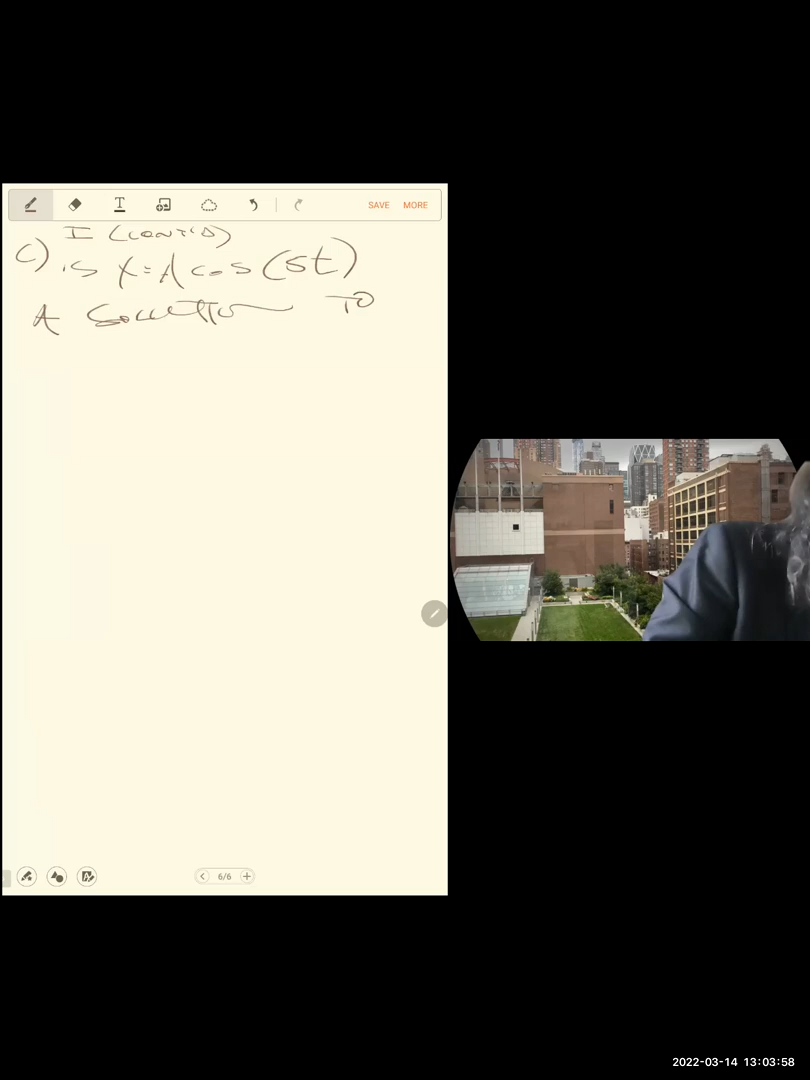 T
SAVE MORE
I (CONT'D)
C) is X=A cos(5t)
A SOLUTION TO
6/6
2022-03-14 13:03:58